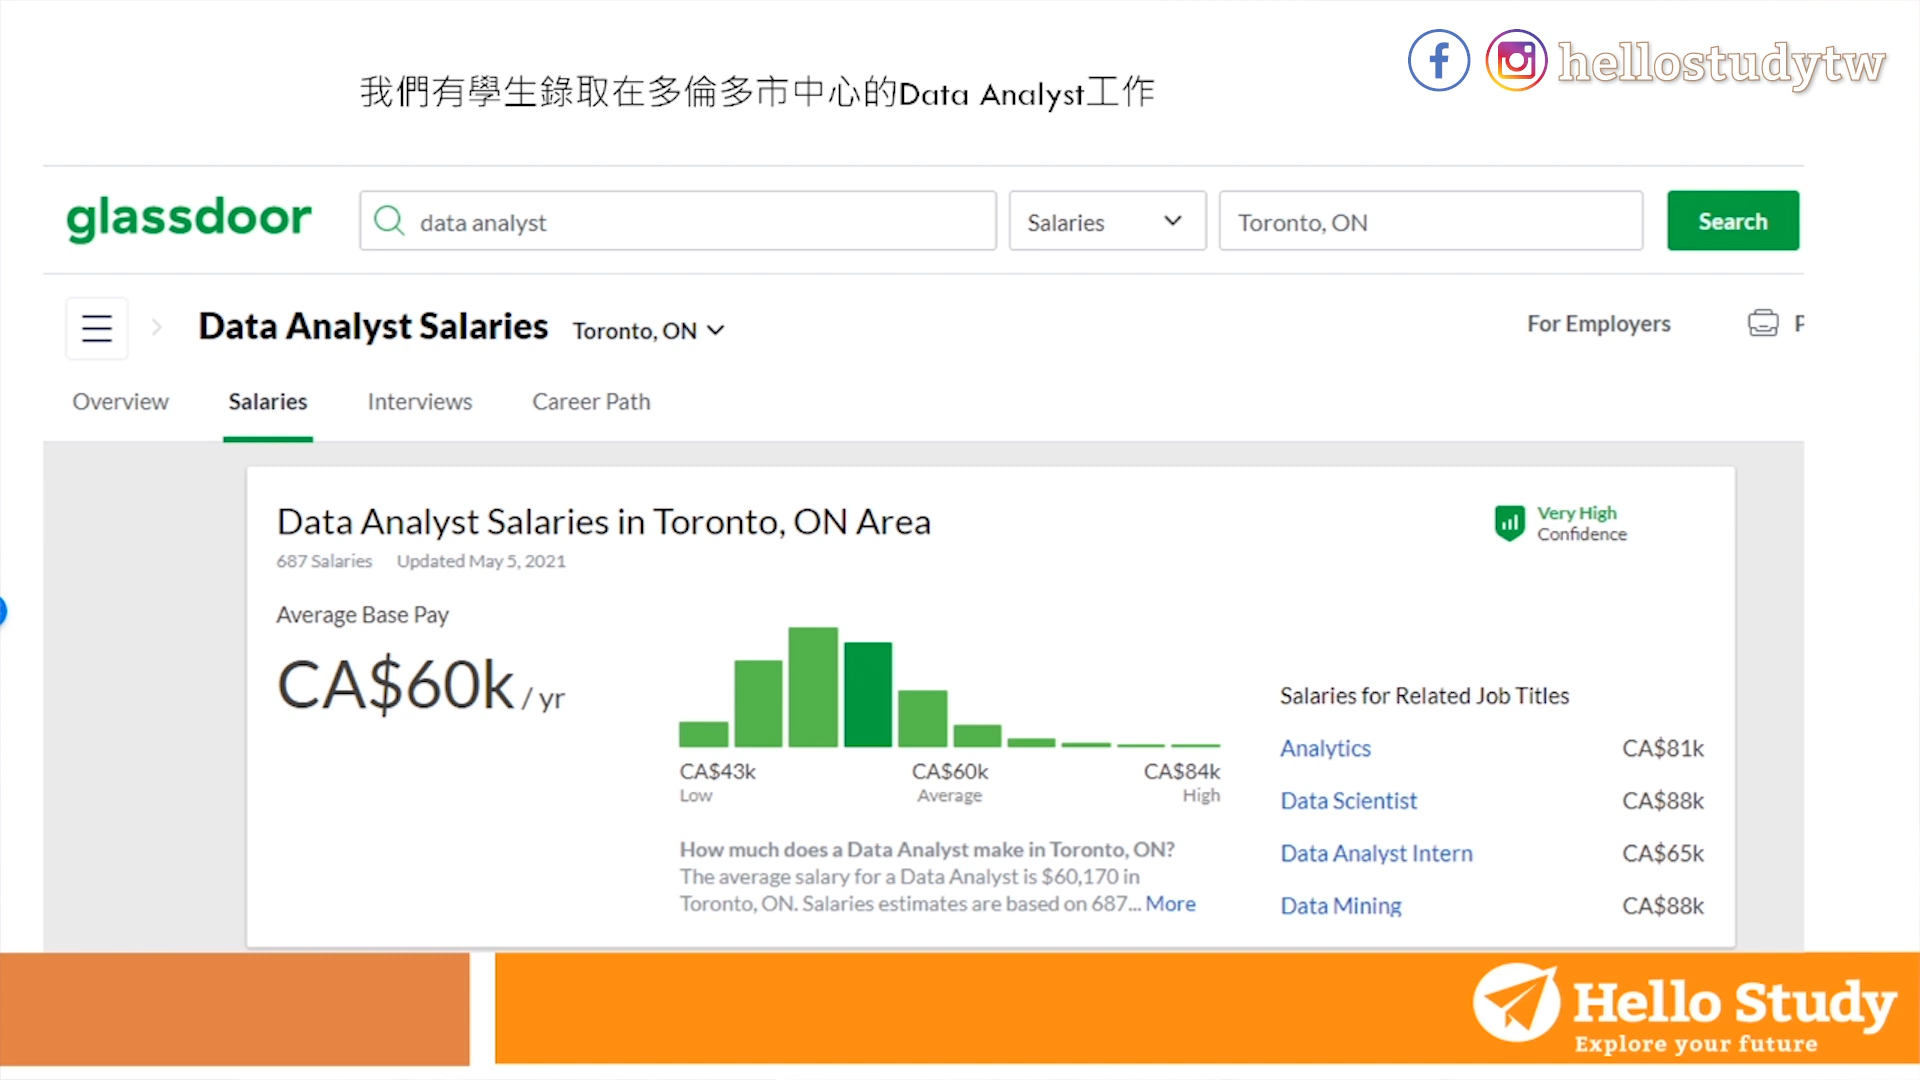 我們有學生錄取在多倫多市中心的Data Analyst工作
hellostudytw
glassdoor
data analyst
Salaries
Toronto, ON
Search
Data Analyst Salaries
Toronto, ON
For Employers
Overview
Salaries
Interviews
Career Path
Data Analyst Salaries in Toronto, ON Area
687 Salaries Updated May 5, 2021
Very High
Confidence
Average Base Pay
CA$60k / yr
CA$43k
Low
CA$60k
Average
CA$84k
High
How much does a Data Analyst make in Toronto, ON?
The average salary for a Data Analyst is $60,170 in
Toronto, ON. Salaries estimates are based on 687... More
Salaries for Related Job Titles
Analytics CA$81k
Data Scientist CA$88k
Data Analyst Intern CA$65k
Data Mining CA$88k
Hello Study
Explore your future